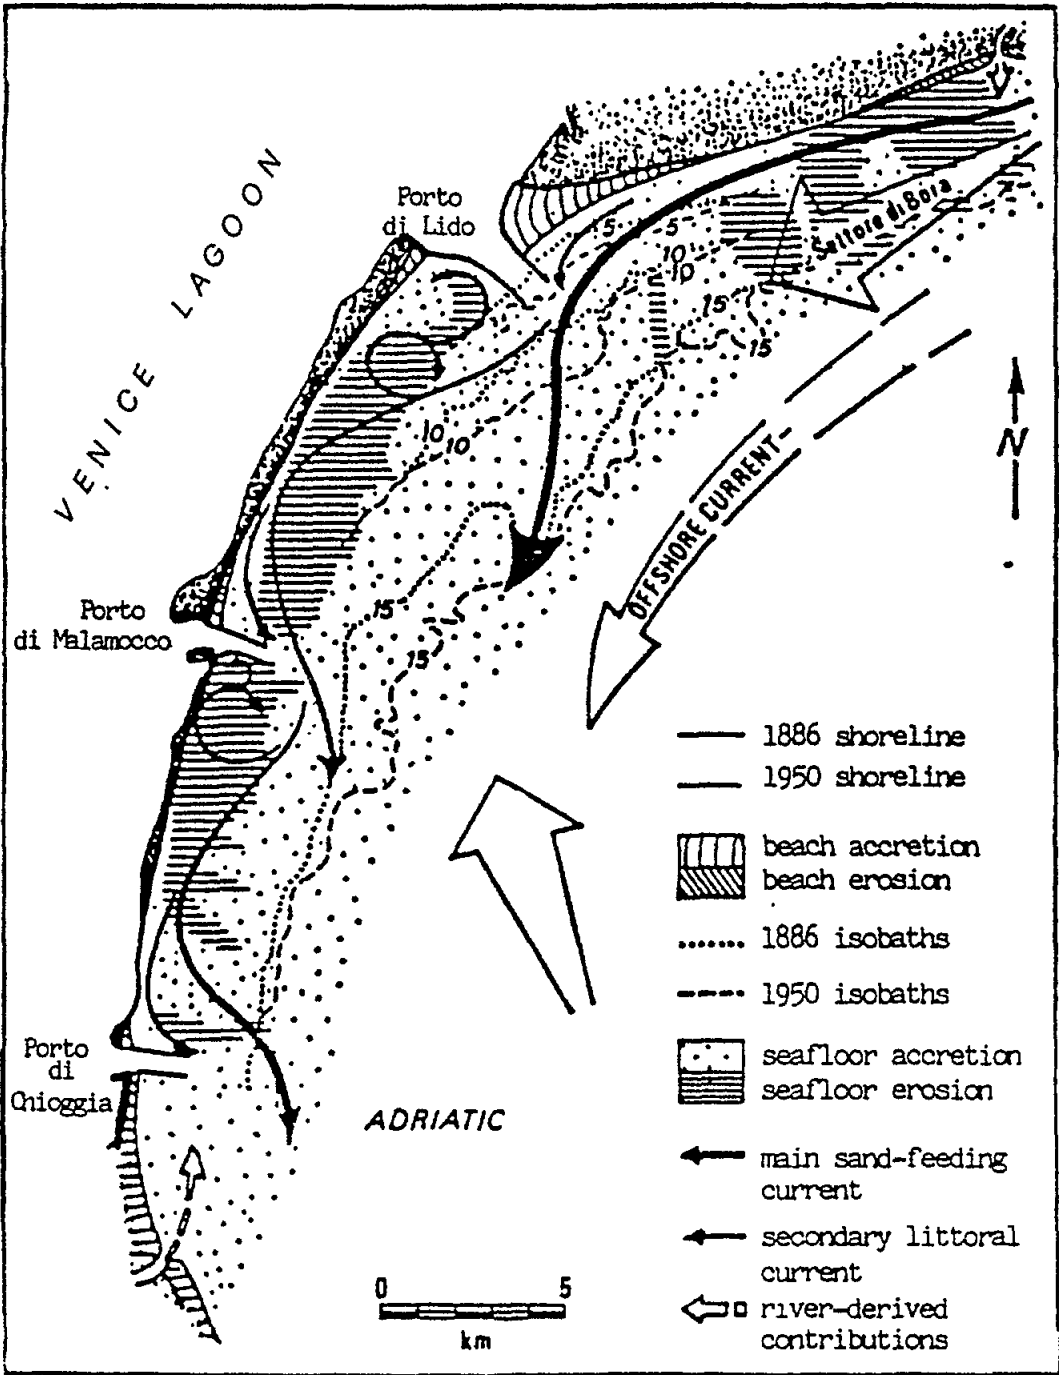 VENICE LAGOON
Porto
di Lido
5
5
10
10
15
15
Settore di Bora
10
10
15
15
OFFSHORE CURRENT
N
Porto
di Malamocco
Porto
di
Chioggia
ADRIATIC
1886 shoreline
1950 shoreline
beach accretion
beach erosion
1886 isobaths
1950 isobaths
seafloor accretion
seafloor erosion
main sand-feeding
current
secondary littoral
current
river-derived
contributions
0 5
km